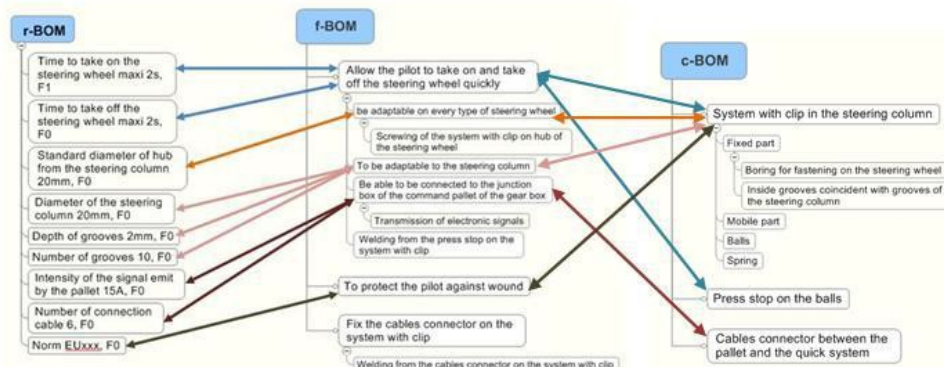 r-BOM
Time to take on the
steering wheel maxi 2s,
F1
Time to take off the
steering wheel maxi 2s,
F0
Standard diameter of hub
from the steering column
20mm, F0
Diameter of the steering
column 20mm, F0
Depth of grooves 2mm, F0
Number of grooves 10, F0
Intensity of the signal emit
by the pallet 15A, F0
Number of connection
cable 6, F0
Norm EUxxx, F0
f-BOM
Allow the pilot to take on and take
off the steering wheel quickly
be adaptable on every type of steering wheel
Screwing of the system with clip on hub of
the steering wheel
To be adaptable to the steering column
Be able to be connected to the junction
box of the command pallet of the gear box
Transmission of electronic signals
Welding from the press stop on the
system with clip
To protect the pilot against wound
Fix the cables connector on the
system with clip
Welding from the cables connector on the system with clip
c-BOM
System with clip in the steering column
Fixed part
Boring for fastening on the steering wheel
Inside grooves coincident with grooves of
the steering column
Mobile part
Balls
Spring
Press stop on the balls
Cables connector between the
pallet and the quick system